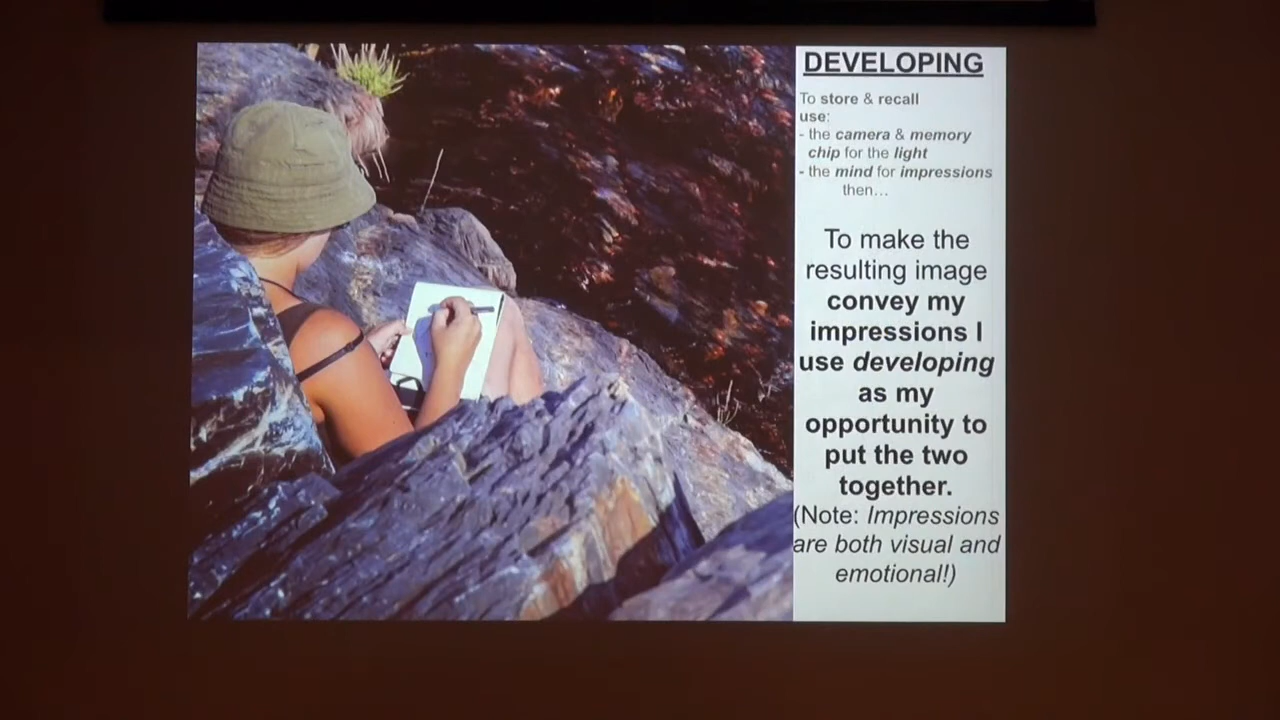 DEVELOPING
To store & recall
use:
- the camera & memory
chip for the light
- the mind for impressions
then...
To make the
resulting image
convey my
impressions I
use developing
as my
opportunity to
put the two
together.
(Note: Impressions
are both visual and
emotional!)